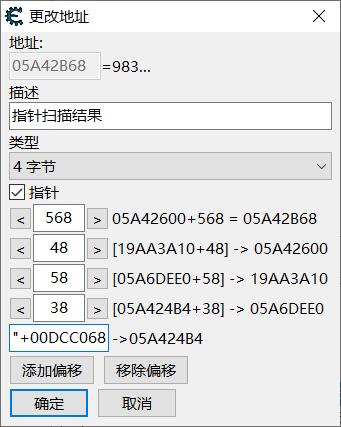 更改地址
地址:
05A42B68 =983...
描述
指针扫描结果
类型
4 字节
指针
< 568 > 05A42600+568 = 05A42B68
< 48 > [19AA3A10+48] -> 05A42600
< 58 > [05A6DEE0+58] -> 19AA3A10
< 38 > [05A424B4+38] -> 05A6DEE0
"+00DCC068 ->05A424B4
添加偏移 移除偏移
确定 取消